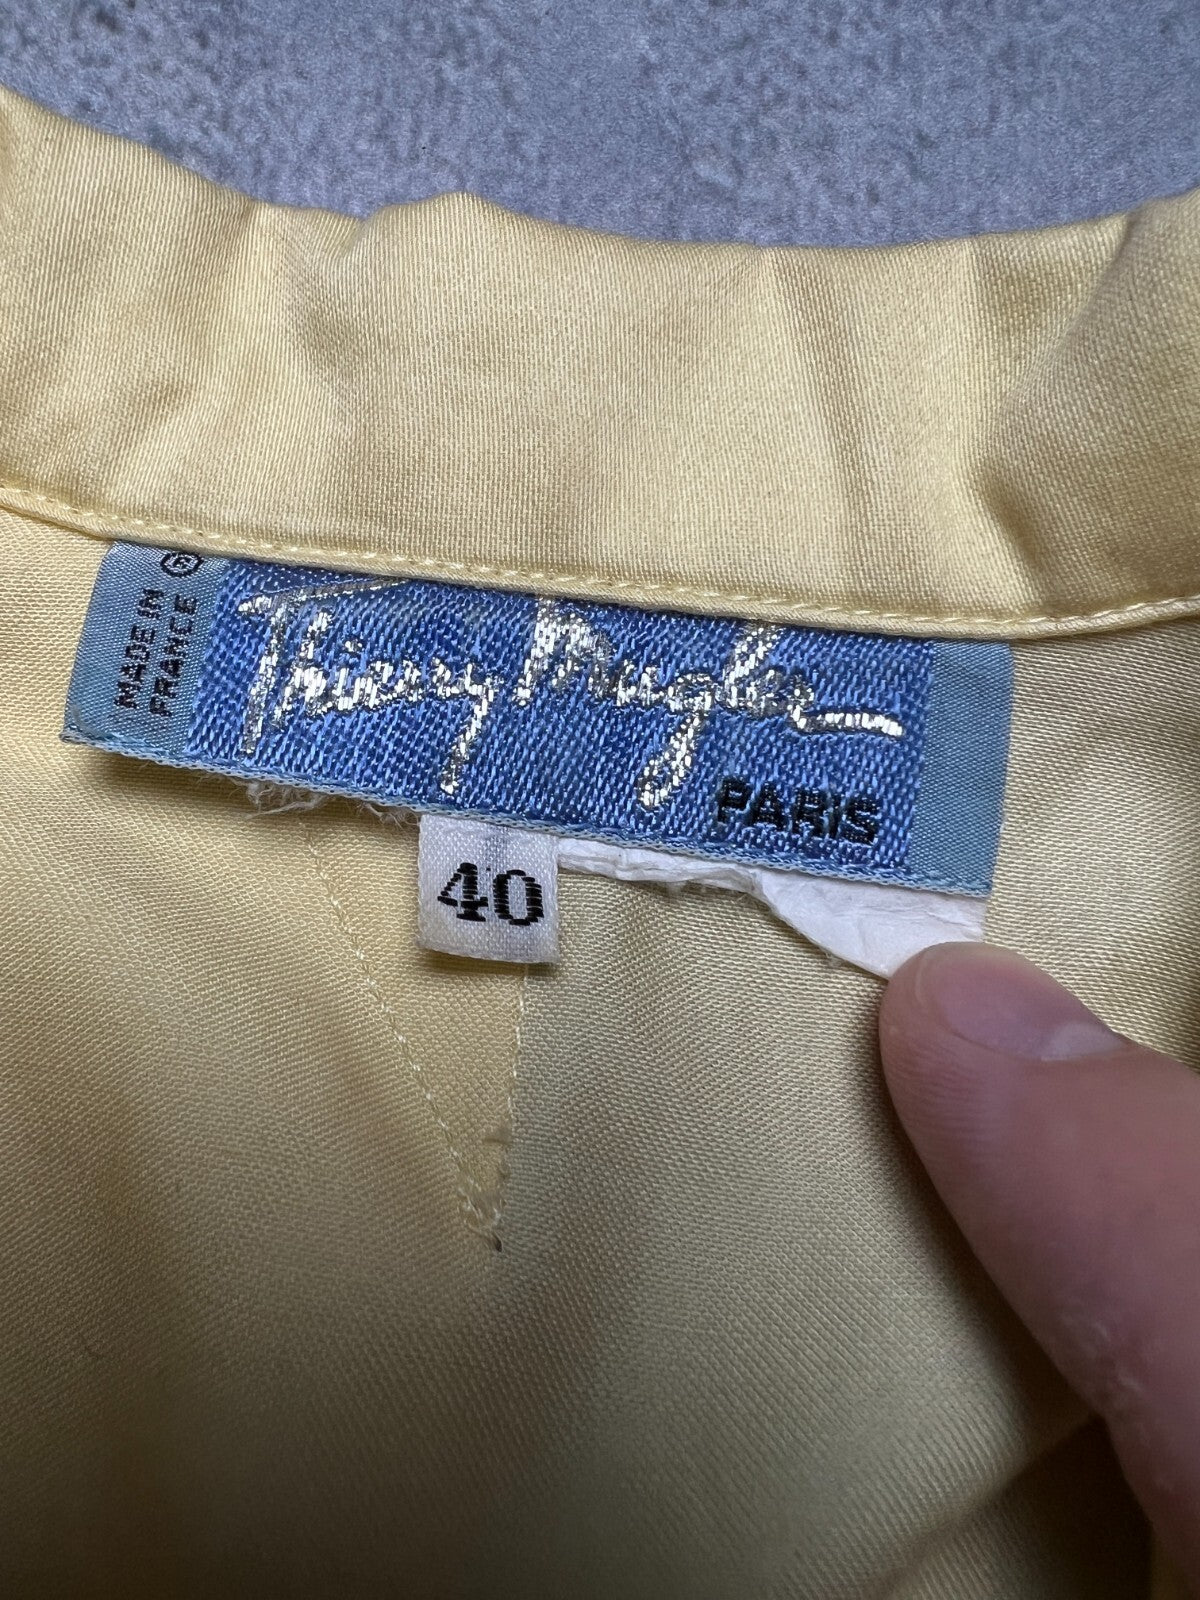 MADE IN ®
FRANCE
Thierry Mugler
PARIS
40